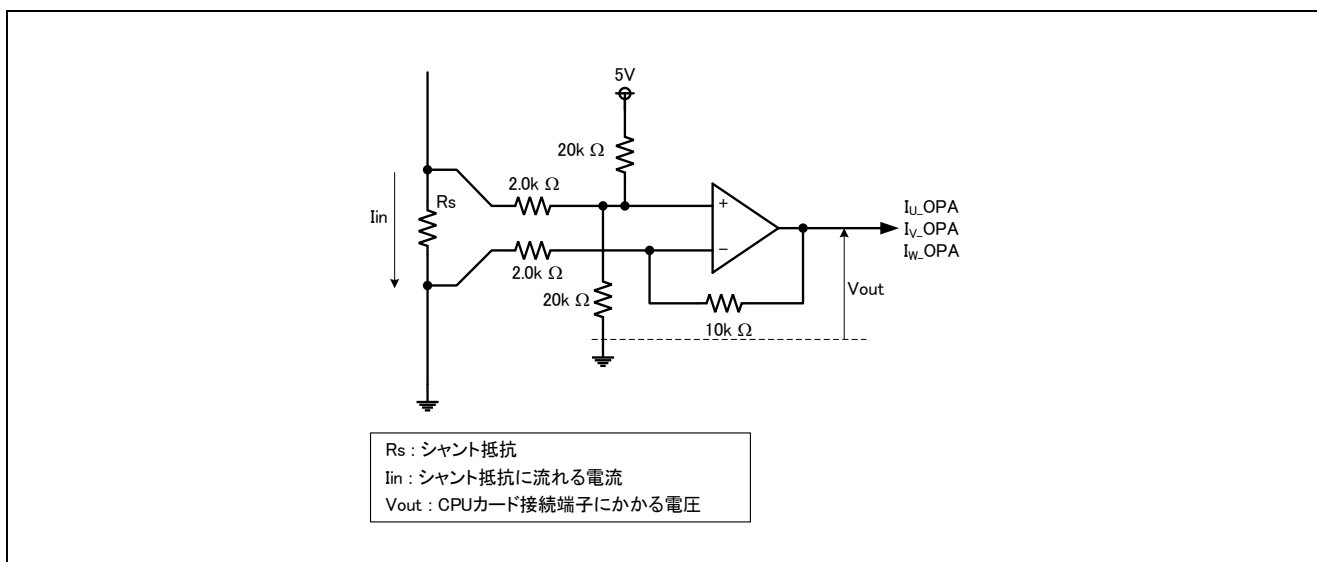 5V
20k Ω
2.0k Ω
Rs
Iin
+
−
IU_OPA
IV_OPA
IW_OPA
2.0k Ω
20k Ω
10k Ω
Vout
Rs : シャント抵抗
Iin : シャント抵抗に流れる電流
Vout : CPUカード接続端子にかかる電圧